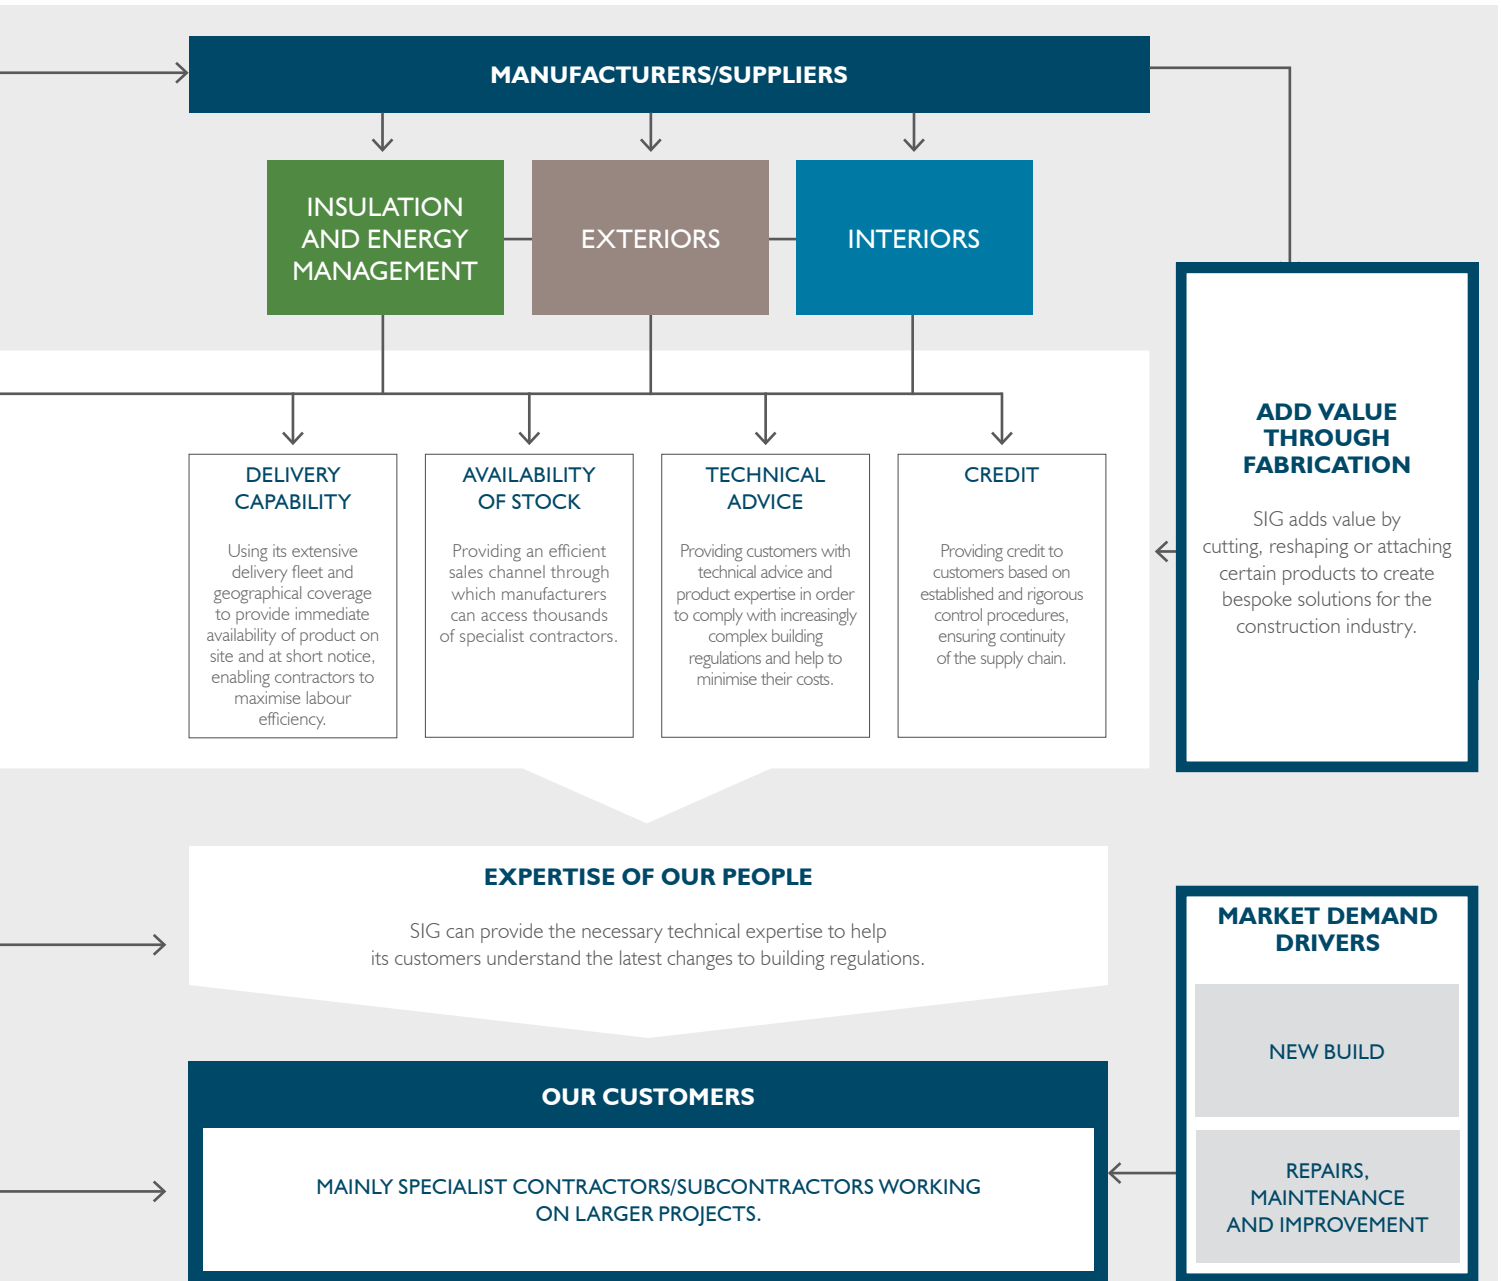 MANUFACTURERS/SUPPLIERS
INSULATION
AND ENERGY
MANAGEMENT
EXTERIORS
INTERIORS
DELIVERY
CAPABILITY
Using its extensive
delivery fleet and
geographical coverage
to provide immediate
availability of product on
site and at short notice,
enabling contractors to
maximise labour
efficiency.
AVAILABILITY
OF STOCK
Providing an efficient
sales channel through
which manufacturers
can access thousands
of specialist contractors.
TECHNICAL
ADVICE
Providing customers with
technical advice and
product expertise in order
to comply with increasingly
complex building
regulations and help to
minimise their costs.
CREDIT
Providing credit to
customers based on
established and rigorous
control procedures,
ensuring continuity
of the supply chain.
ADD VALUE
THROUGH
FABRICATION
SIG adds value by
cutting, reshaping or attaching
certain products to create
bespoke solutions for the
construction industry.
EXPERTISE OF OUR PEOPLE
SIG can provide the necessary technical expertise to help
its customers understand the latest changes to building regulations.
OUR CUSTOMERS
MAINLY SPECIALIST CONTRACTORS/SUBCONTRACTORS WORKING
ON LARGER PROJECTS.
MARKET DEMAND
DRIVERS
NEW BUILD
REPAIRS,
MAINTENANCE
AND IMPROVEMENT